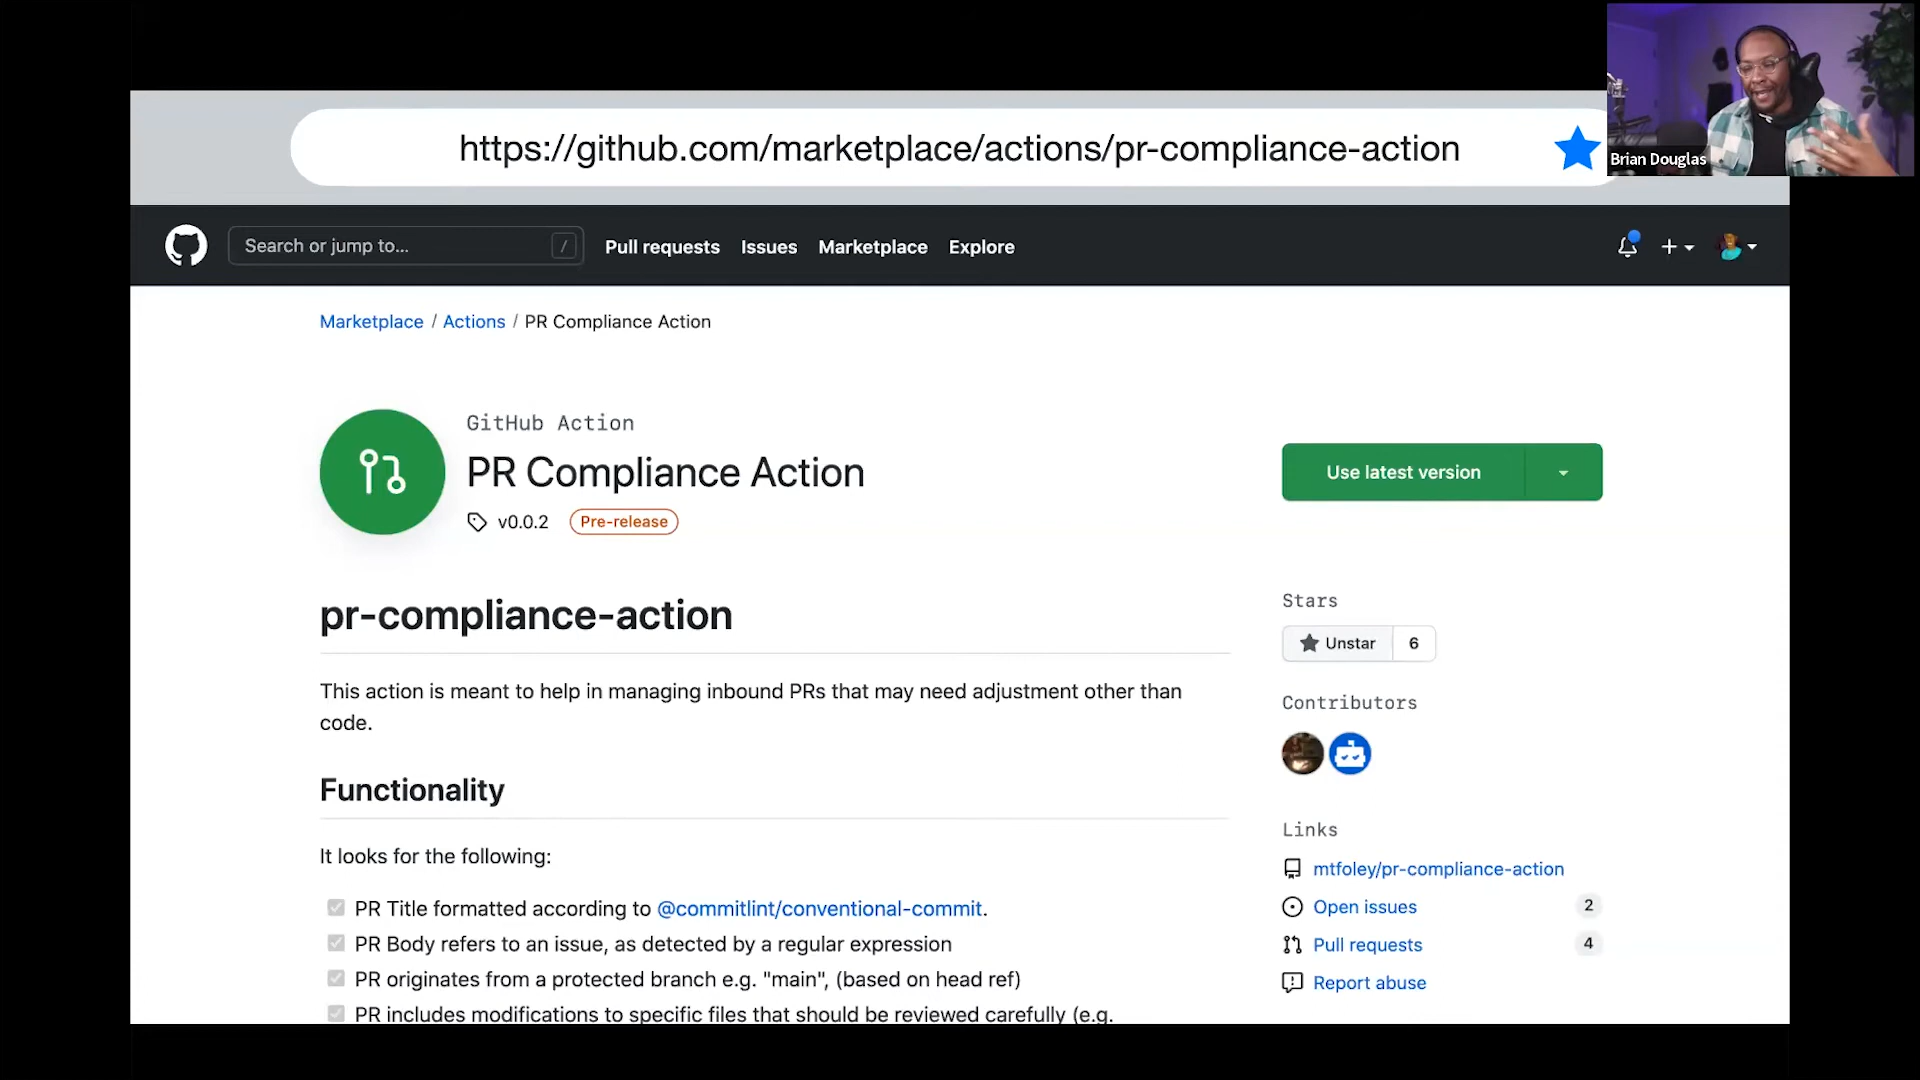 https://github.com/marketplace/actions/pr-compliance-action
Brian Douglas
Search or jump to... /
Pull requests Issues Marketplace Explore
Marketplace / Actions / PR Compliance Action
GitHub Action
PR Compliance Action
v0.0.2 Pre-release
Use latest version
pr-compliance-action
This action is meant to help in managing inbound PRs that may need adjustment other than
code.
Functionality
It looks for the following:
PR Title formatted according to @commitlint/conventional-commit.
PR Body refers to an issue, as detected by a regular expression
PR originates from a protected branch e.g. "main", (based on head ref)
PR includes modifications to specific files that should be reviewed carefully (e.g.
Stars
Unstar 6
Contributors
Links
mtfoley/pr-compliance-action
Open issues 2
Pull requests 4
Report abuse